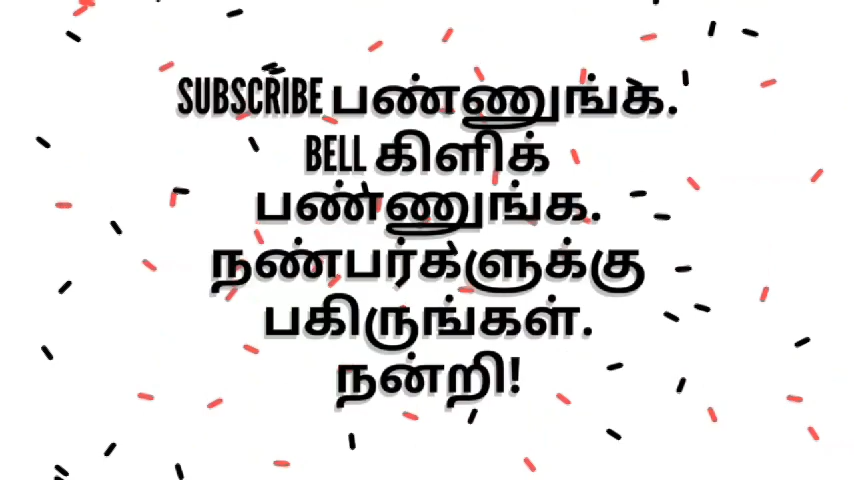 SUBSCRIBE பண்ணுங்க.
BELL கிளிக்
பண்ணுங்க.
நண்பர்களுக்கு
பகிருங்கள்.
நன்றி!